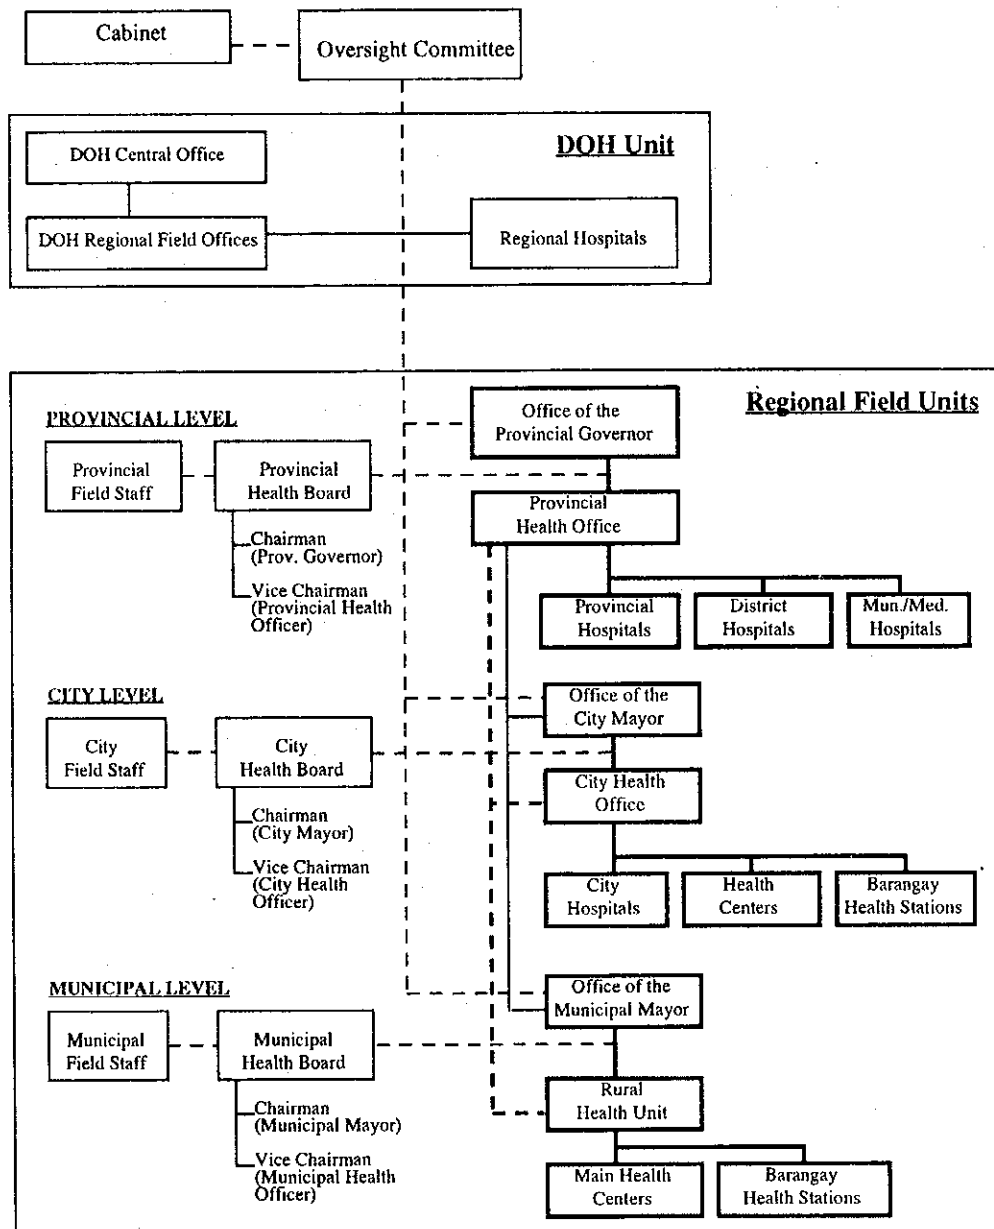 Cabinet
Oversight Committee
DOH Unit
DOH Central Office
DOH Regional Field Offices
Regional Hospitals
Regional Field Units
PROVINCIAL LEVEL
Office of the
Provincial Governor
Provincial
Field Staff
Provincial
Health Board
Provincial
Health Office
Chairman
(Prov. Governor)
Vice Chairman
(Provincial Health
Officer)
Provincial
Hospitals
District
Hospitals
Mun./Med.
Hospitals
CITY LEVEL
Office of the
City Mayor
City
Field Staff
City
Health Board
City Health
Office
Chairman
(City Mayor)
Vice Chairman
(City Health
Officer)
City
Hospitals
Health
Centers
Barangay
Health Stations
MUNICIPAL LEVEL
Office of the
Municipal Mayor
Municipal
Field Staff
Municipal
Health Board
Rural
Health Unit
Chairman
(Municipal Mayor)
Vice Chairman
(Municipal Health
Officer)
Main Health
Centers
Barangay
Health Stations